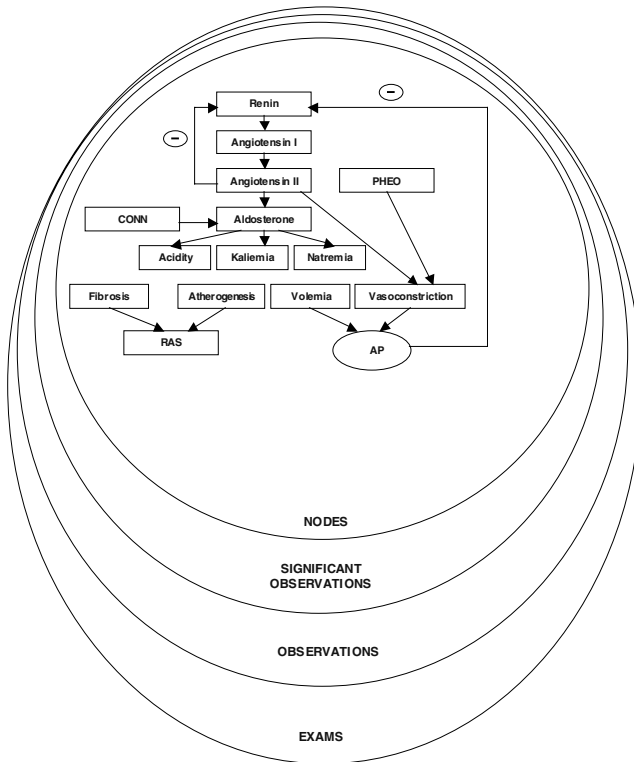 −
Renin
−
Angiotensin I
Angiotensin II
PHEO
CONN
Aldosterone
Acidity
Kaliemia
Natremia
Fibrosis
Atherogenesis
Volemia
Vasoconstriction
RAS
AP
NODES
SIGNIFICANT
OBSERVATIONS
OBSERVATIONS
EXAMS